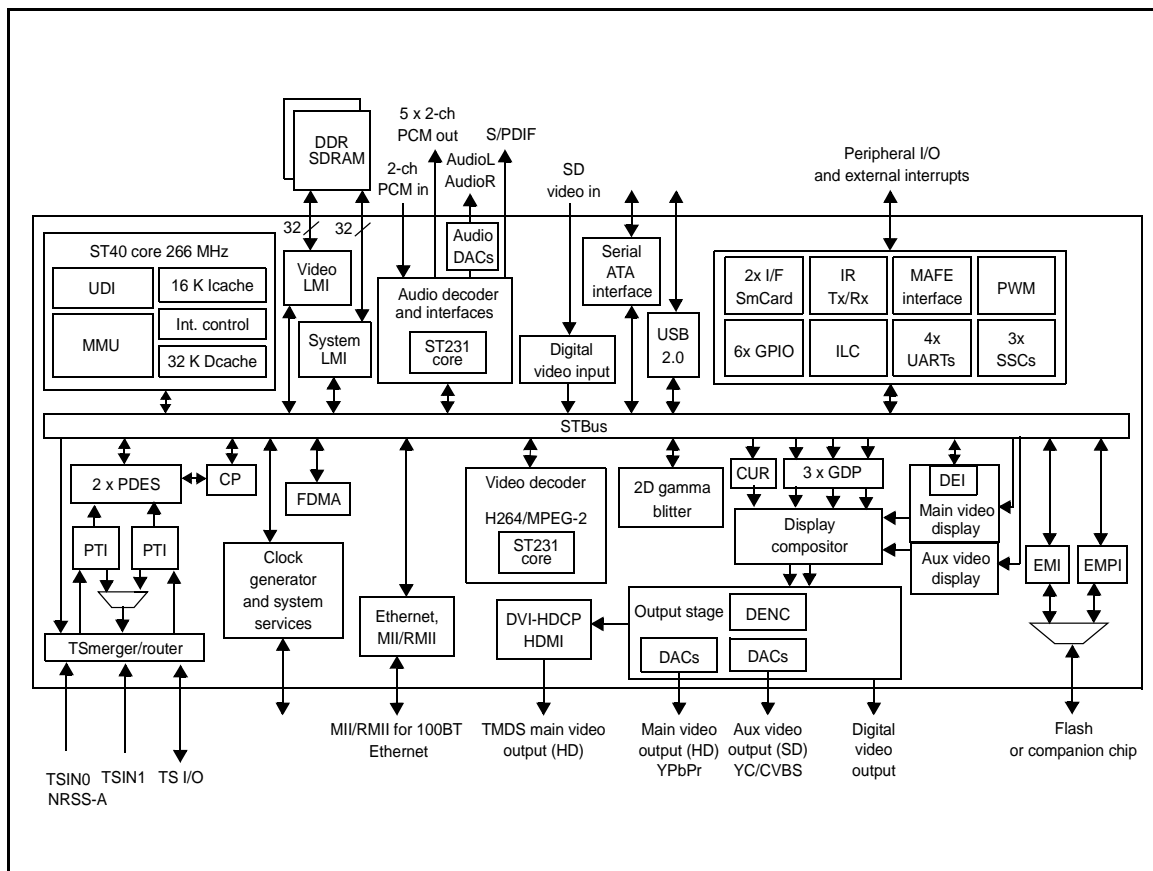 DDR
SDRAM
5 x 2-ch
PCM out
S/PDIF
2-ch
PCM in
AudioL
AudioR
SD
video in
Peripheral I/O
and external interrupts
32
32
ST40 core 266 MHz
UDI
16 K Icache
MMU
Int. control
32 K Dcache
Video
LMI
System
LMI
Audio
DACs
Audio decoder
and interfaces
ST231
core
Digital
video input
Serial
ATA
interface
USB
2.0
2x I/F
SmCard
IR
Tx/Rx
MAFE
interface
PWM
6x GPIO
ILC
4x
UARTs
3x
SSCs
STBus
2 x PDES
CP
FDMA
PTI
PTI
TSmerger/router
Clock
generator
and system
services
Ethernet,
MII/RMII
Video decoder
H264/MPEG-2
ST231
core
2D gamma
blitter
CUR
3 x GDP
DEI
Main video
display
Display
compositor
Aux video
display
EMI
EMPI
DVI-HDCP
HDMI
Output stage
DENC
DACs
DACs
TSIN0
NRSS-A
TSIN1
TS I/O
MII/RMII for 100BT
Ethernet
TMDS main video
output (HD)
Main video
output (HD)
YPbPr
Aux video
output (SD)
YC/CVBS
Digital
video
output
Flash
or companion chip